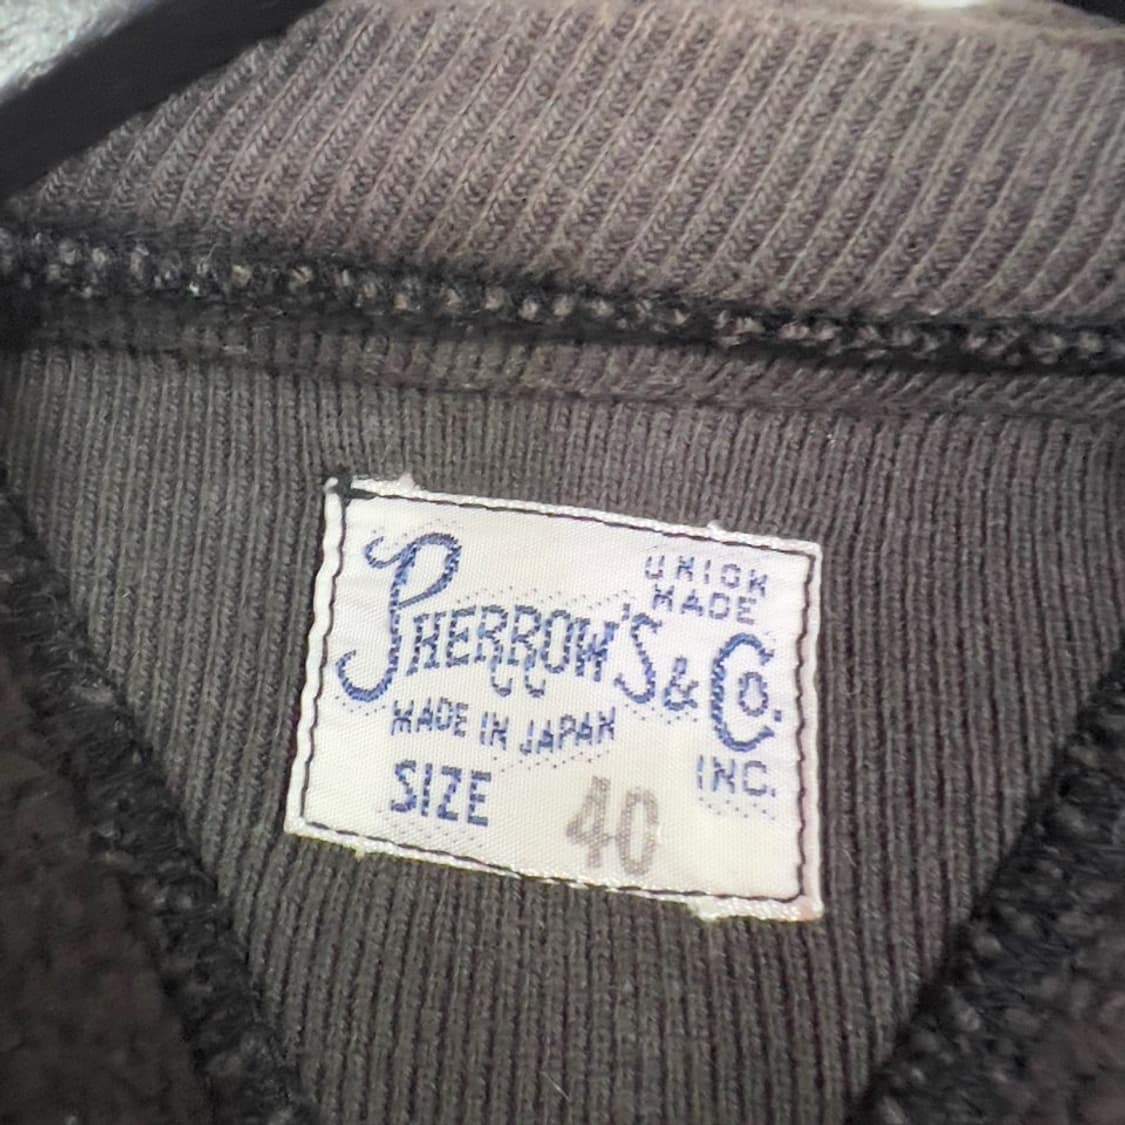 UNION
MADE
PHERROW'S & Co.
MADE IN JAPAN
INC.
SIZE 40